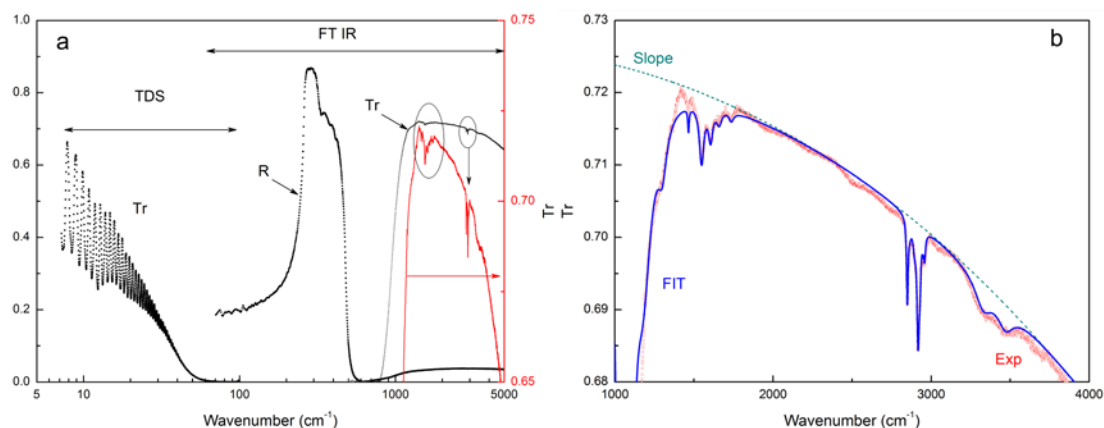 a
FT IR
TDS
Tr
R
Tr
1.0
0.8
0.6
0.4
0.2
0.0
0.75
0.70
0.65
Tr
5
10
100
1000
5000
Wavenumber (cm⁻¹)
b
Slope
FIT
Exp
0.73
0.72
0.71
0.70
0.69
0.68
Tr
1000
2000
3000
4000
Wavenumber (cm⁻¹)